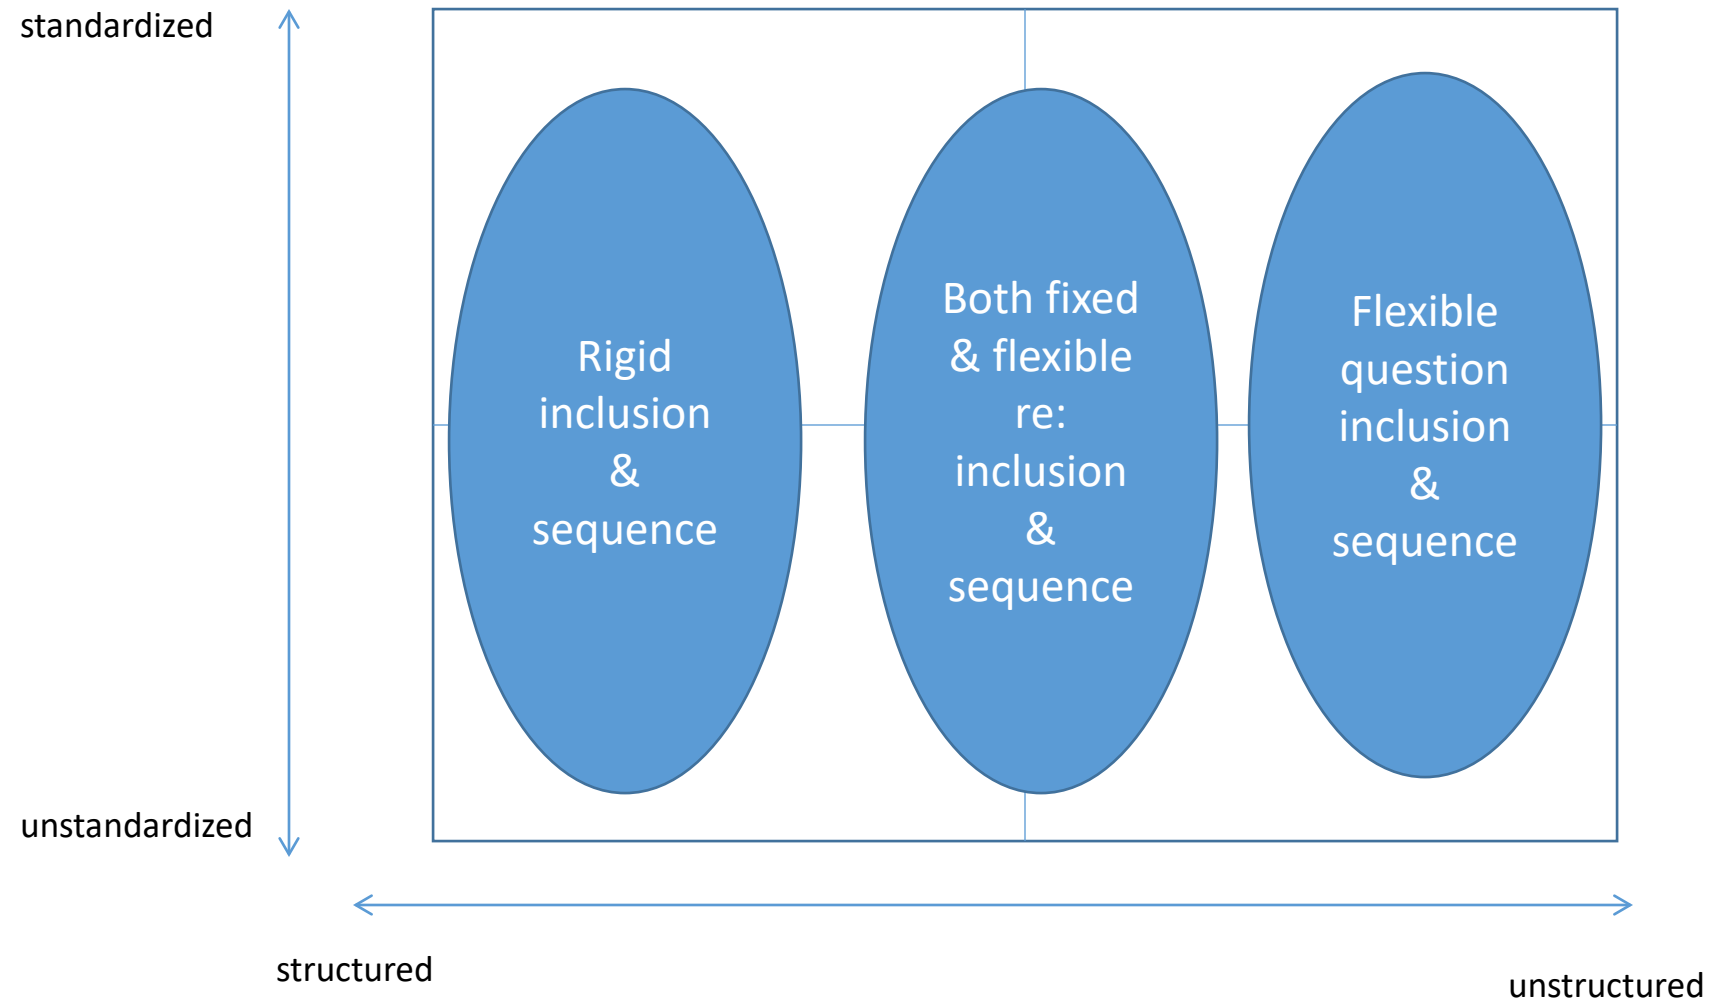 standardized
Rigid
inclusion
&
sequence
Both fixed
& flexible
re:
inclusion
&
sequence
Flexible
question
inclusion
&
sequence
unstandardized
structured
unstructured